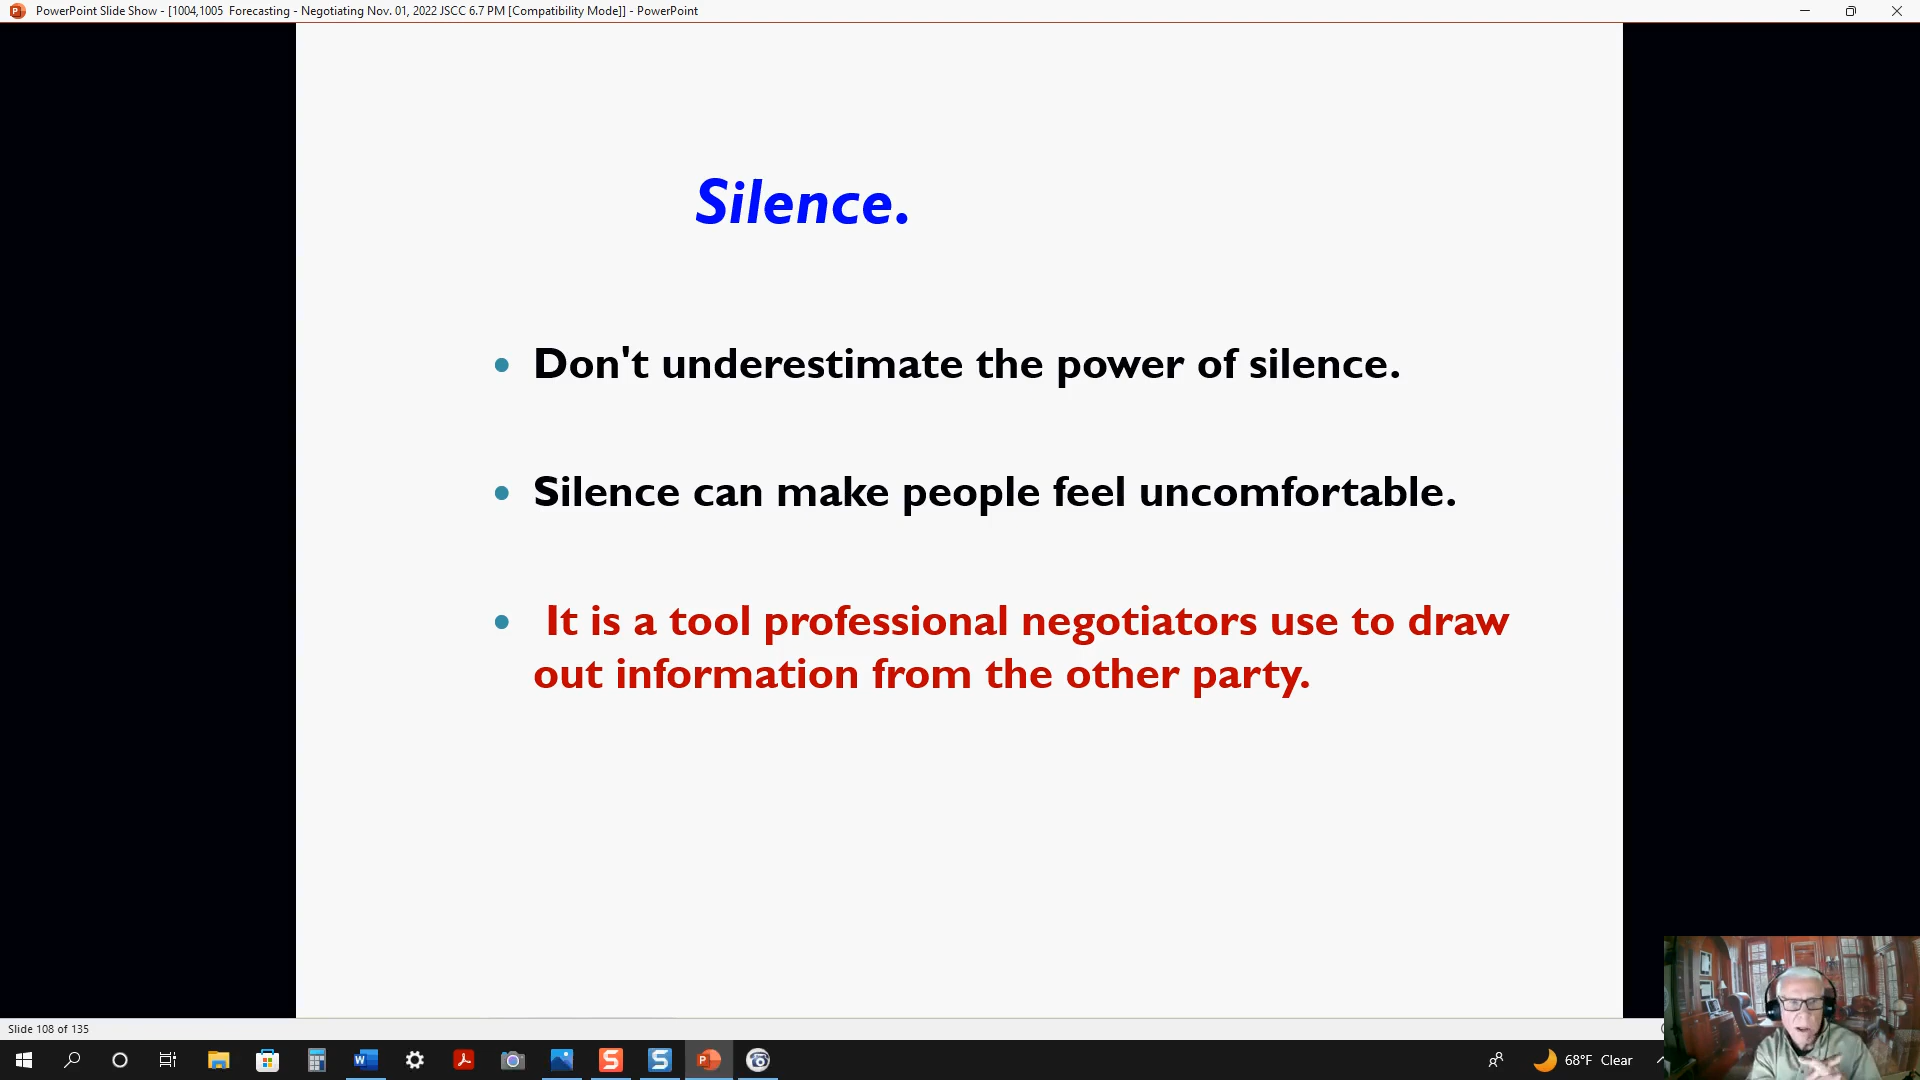 PowerPoint Slide Show - [1004,1005  Forecasting - Negotiating Nov. 01, 2022 JSCC 6.7 PM [Compatibility Mode]] - PowerPoint
Silence.
• Don't underestimate the power of silence.
• Silence can make people feel uncomfortable.
• It is a tool professional negotiators use to draw
out information from the other party.
Slide 108 of 135
68°F Clear